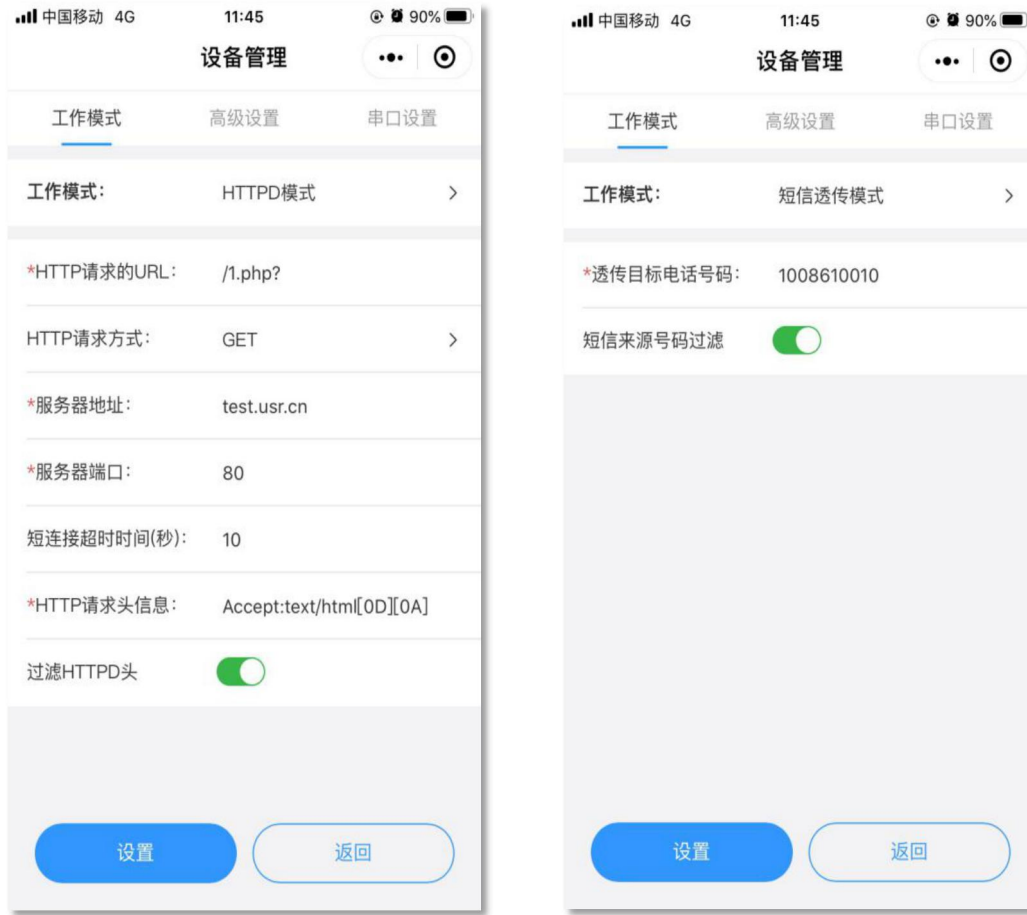 中国移动 4G 11:45 90%
设备管理
工作模式 高级设置 串口设置
工作模式： HTTPD模式
*HTTP请求的URL： /1.php?
HTTP请求方式： GET
*服务器地址： test.usr.cn
*服务器端口： 80
短连接超时时间(秒)： 10
*HTTP请求头信息： Accept:text/html[0D][0A]
过滤HTTPD头
设置 返回
中国移动 4G 11:45 90%
设备管理
工作模式 高级设置 串口设置
工作模式： 短信透传模式
*透传目标电话号码： 1008610010
短信来源号码过滤
设置 返回